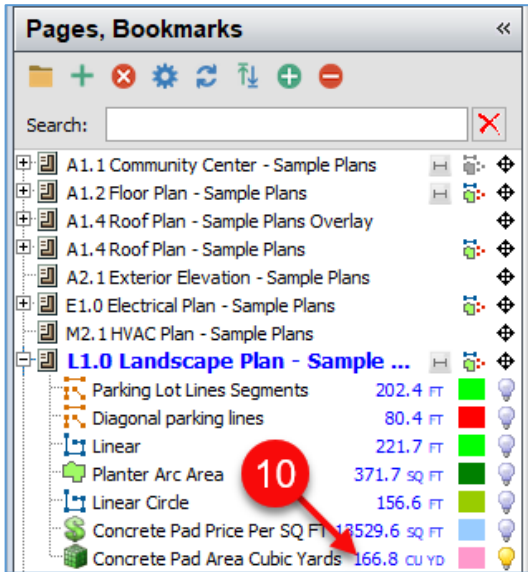 Pages, Bookmarks «
Search:
A1.1 Community Center - Sample Plans
A1.2 Floor Plan - Sample Plans
A1.4 Roof Plan - Sample Plans Overlay
A1.4 Roof Plan - Sample Plans
A2.1 Exterior Elevation - Sample Plans
E1.0 Electrical Plan - Sample Plans
M2.1 HVAC Plan - Sample Plans
L1.0 Landscape Plan - Sample ...
Parking Lot Lines Segments 202.4 FT
Diagonal parking lines 80.4 FT
Linear 221.7 FT
Planter Arc Area 371.7 SQ FT
10
Linear Circle 156.6 FT
Concrete Pad Price Per SQ FT 13529.6 SQ FT
Concrete Pad Area Cubic Yards 166.8 CU YD